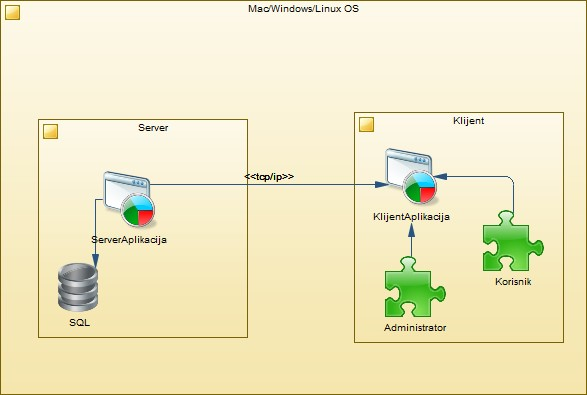 Mac/Windows/Linux OS
Server
Klijent
<<tcp/ip>>
ServerAplikacija
KlijentAplikacija
SQL
Administrator
Korisnik